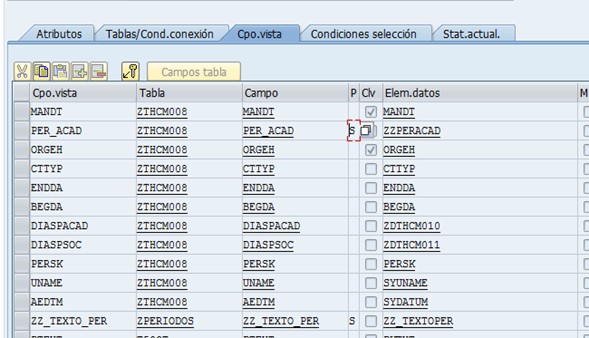 Atributos Tablas/Cond.conexión Cpo.vista Condiciones selección Stat.actual.
Campos tabla
Cpo.vista Tabla Campo P Clv Elem.datos M
MANDT ZTHCM008 MANDT MANDT
PER_ACAD ZTHCM008 PER_ACAD S ZZPERACAD
ORGEH ZTHCM008 ORGEH ORGEH
CTTYP ZTHCM008 CTTYP CTTYP
ENDDA ZTHCM008 ENDDA ENDDA
BEGDA ZTHCM008 BEGDA BEGDA
DIASPACAD ZTHCM008 DIASPACAD ZDTHCM010
DIASPSOC ZTHCM008 DIASPSOC ZDTHCM011
PERSK ZTHCM008 PERSK PERSK
UNAME ZTHCM008 UNAME SYUNAME
AEDTM ZTHCM008 AEDTM SYDATUM
ZZ_TEXTO_PER ZPERIODOS ZZ_TEXTO_PER S ZZ_TEXTOPER